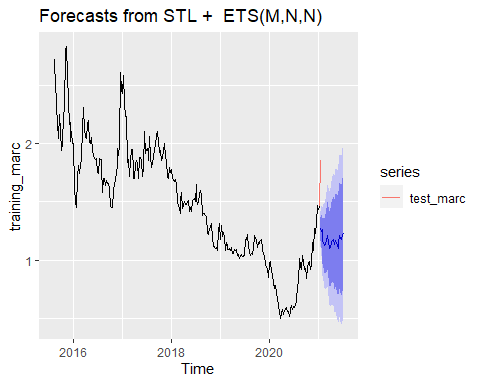 Forecasts from STL +  ETS(M,N,N)
training_marc
2
1
2016
2018
2020
Time
series
test_marc